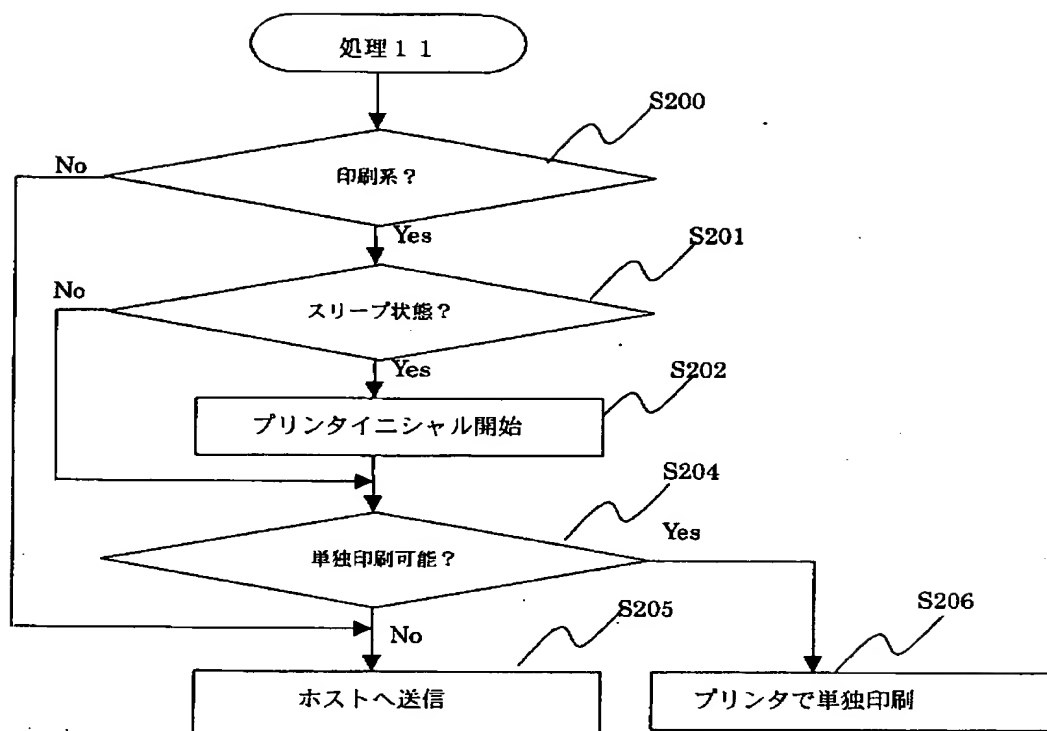 処理１１
S200
No
印刷系？
Yes
S201
No
スリープ状態？
Yes
S202
プリンタイニシャル開始
S204
Yes
単独印刷可能？
S205
S206
No
ホストへ送信
プリンタで単独印刷